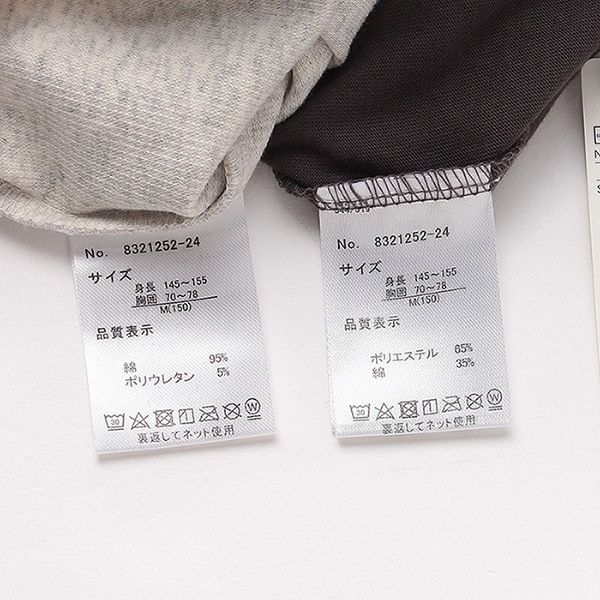 No. 8321252-24
サイズ
身長 145～155
胸囲 70～78
M(150)
品質表示
綿 95%
ポリウレタン 5%
30
W
裏返してネット使用
No. 8321252-24
サイズ
身長 145～155
胸囲 70～78
M(150)
品質表示
ポリエステル 65%
綿 35%
30
W
裏返してネット使用